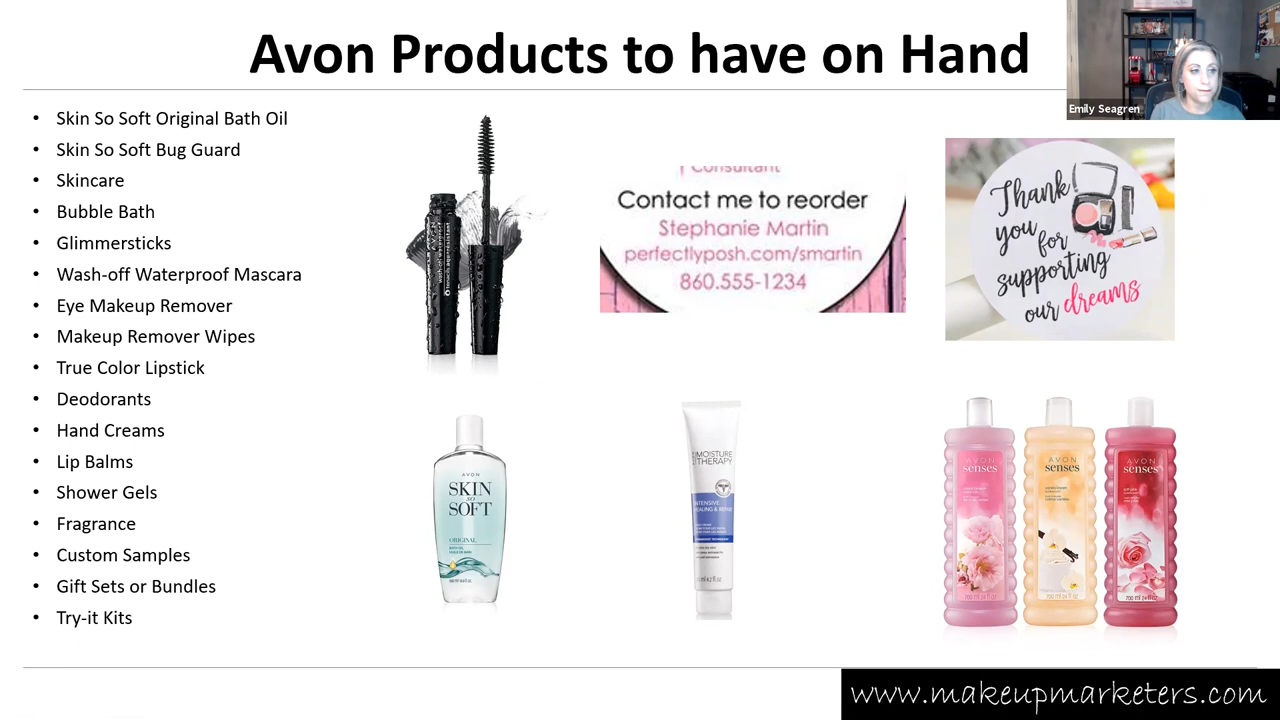 Avon Products to have on Hand
Emily Seagren
• Skin So Soft Original Bath Oil
• Skin So Soft Bug Guard
• Skincare
• Bubble Bath
• Glimmersticks
• Wash-off Waterproof Mascara
• Eye Makeup Remover
• Makeup Remover Wipes
• True Color Lipstick
• Deodorants
• Hand Creams
• Lip Balms
• Shower Gels
• Fragrance
• Custom Samples
• Gift Sets or Bundles
• Try-it Kits
Consultant
Contact me to reorder
Stephanie Martin
perfectlyposh.com/smartin
860.555-1234
Thank
you for
supporting
our dreams
AVON
SKIN
so
SOFT
ORIGINAL
MOISTURE
THERAPY
INTENSIVE
HEALING & REPAIR
AVON
senses
AVON
senses
AVON
senses
www.makeupmarketers.com